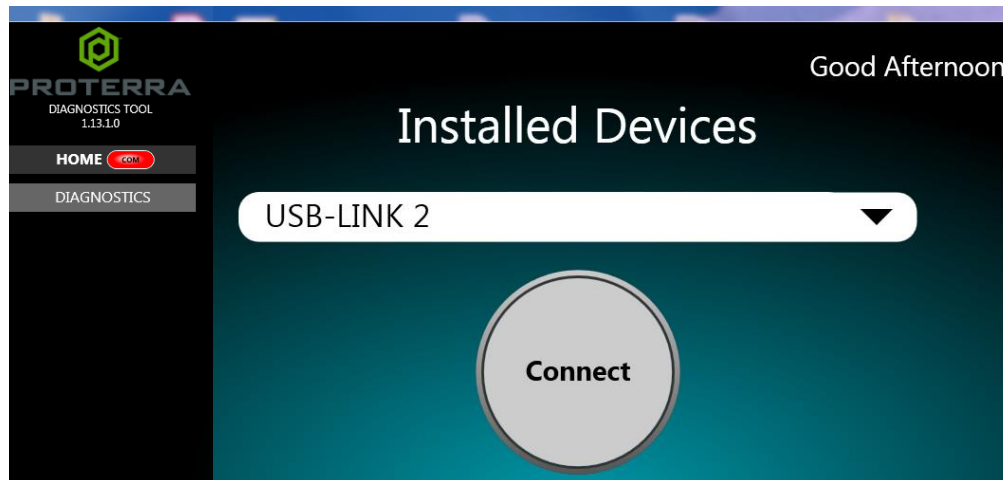 Good Afternoon
PROTERRA
DIAGNOSTICS TOOL
1.13.1.0
HOME COM
DIAGNOSTICS
Installed Devices
USB-LINK 2
Connect